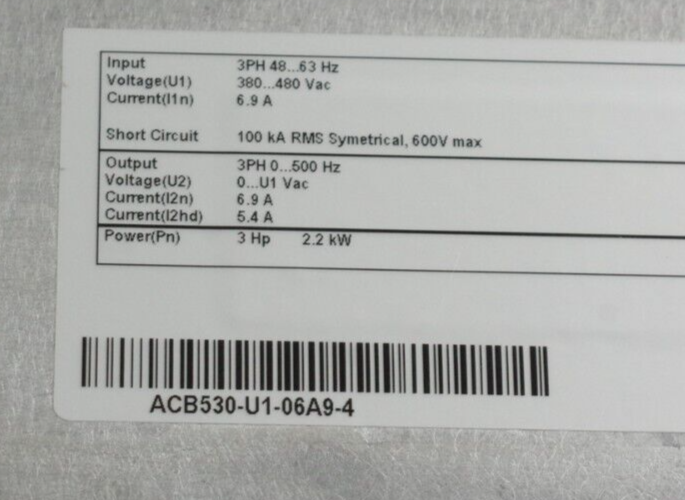 Input 3PH 48...63 Hz
Voltage(U1) 380...480 Vac
Current(I1n) 6.9 A
Short Circuit 100 kA RMS Symetrical, 600V max
Output 3PH 0...500 Hz
Voltage(U2) 0...U1 Vac
Current(I2n) 6.9 A
Current(I2hd) 5.4 A
Power(Pn) 3 Hp 2.2 kW
ACB530-U1-06A9-4